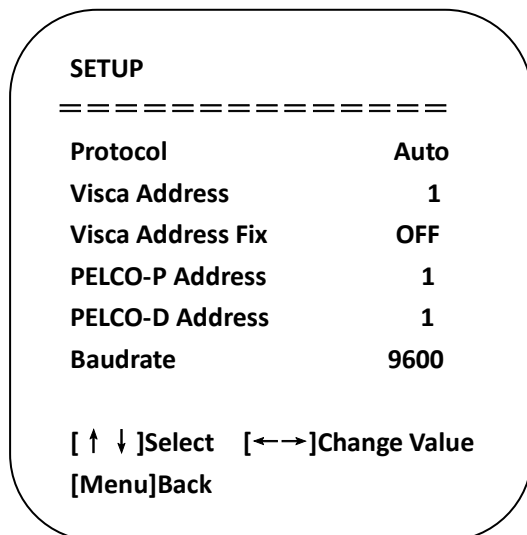 SETUP
==============
Protocol Auto
Visca Address 1
Visca Address Fix OFF
PELCO-P Address 1
PELCO-D Address 1
Baudrate 9600
[ ↑ ↓ ]Select [←→]Change Value
[Menu]Back